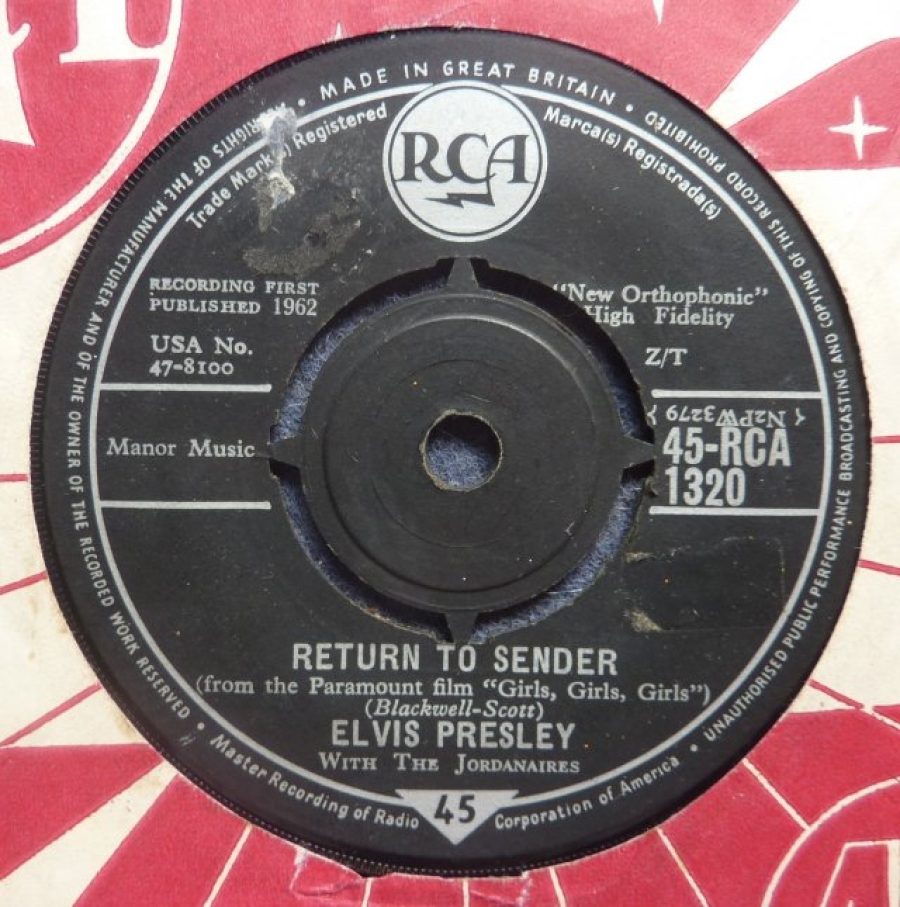 MADE IN GREAT BRITAIN
RIGHTS OF THE MANUFACTURER AND OF THE OWNER OF THE RECORDED WORK RESERVED
UNAUTHORISED PUBLIC PERFORMANCE BROADCASTING AND COPYING OF THIS RECORD PROHIBITED
Trade Mark(s) Registered
RCA
Marca(s) Registrada(s)
RECORDING FIRST
PUBLISHED 1962
"New Orthophonic"
High Fidelity
USA No.
47-8100
Z/T
N2PW3279
Manor Music
45-RCA
1320
RETURN TO SENDER
(from the Paramount film "Girls, Girls, Girls")
(Blackwell-Scott)
ELVIS PRESLEY
WITH THE JORDANAIRES
Master Recording of Radio Corporation of America
45